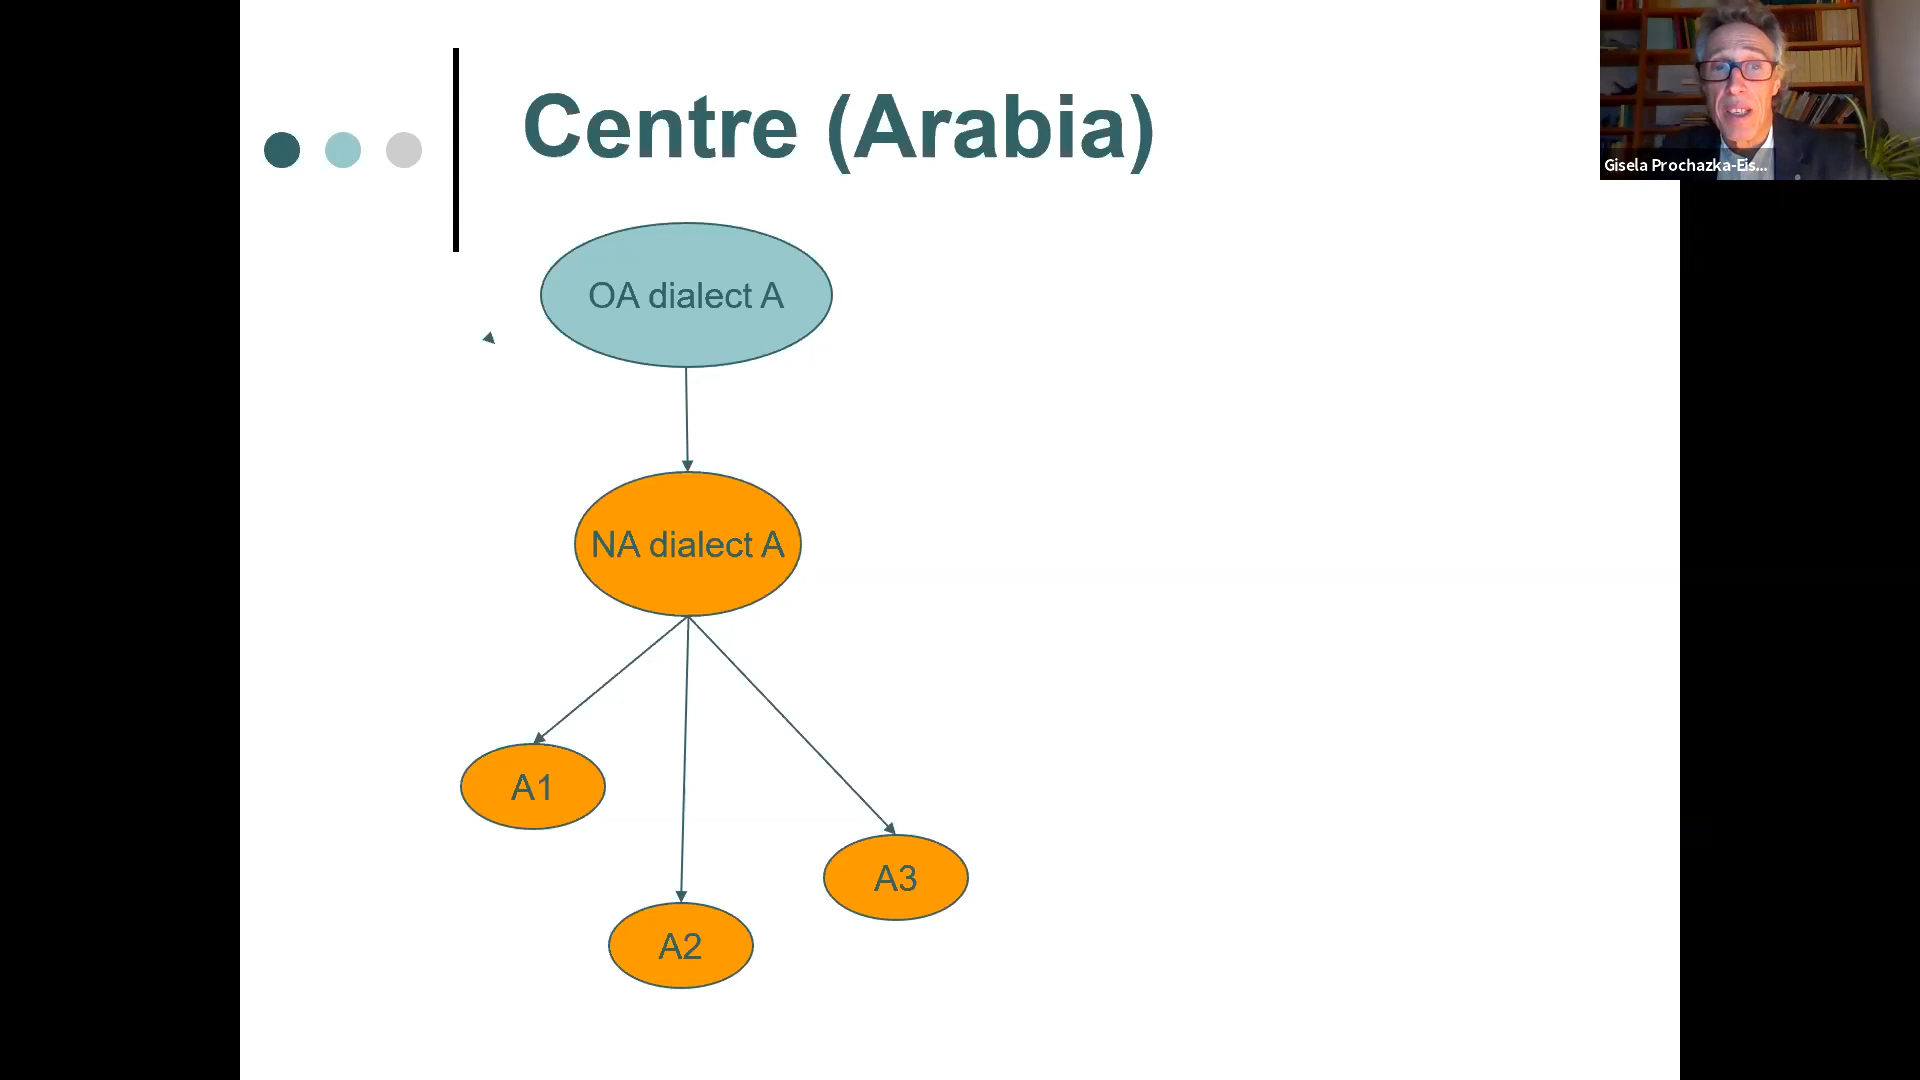 Centre (Arabia)
Gisela Prochazka-Eis...
OA dialect A
NA dialect A
A1
A3
A2